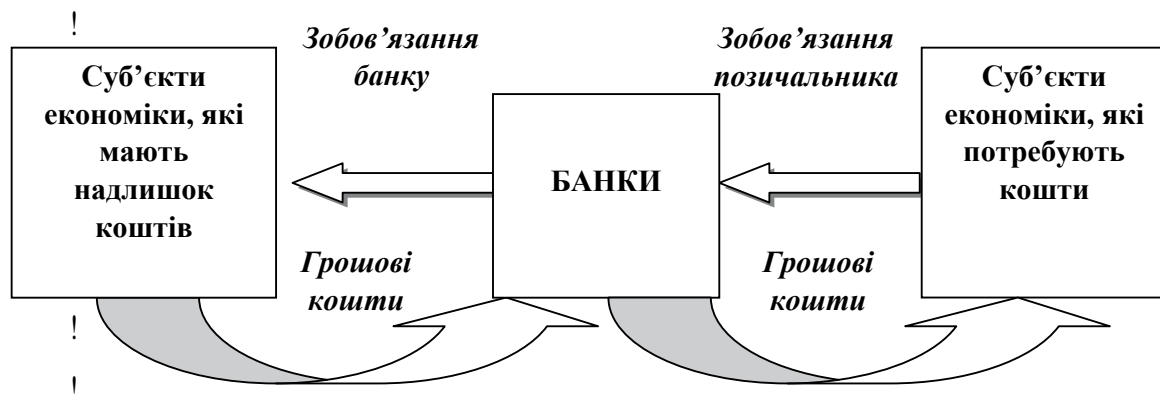 !
Зобов’язання
банку
Зобов’язання
позичальника
Суб’єкти
економіки, які
мають
надлишок
коштів
БАНКИ
Суб’єкти
економіки, які
потребують
кошти
Грошові
кошти
Грошові
кошти
!
!